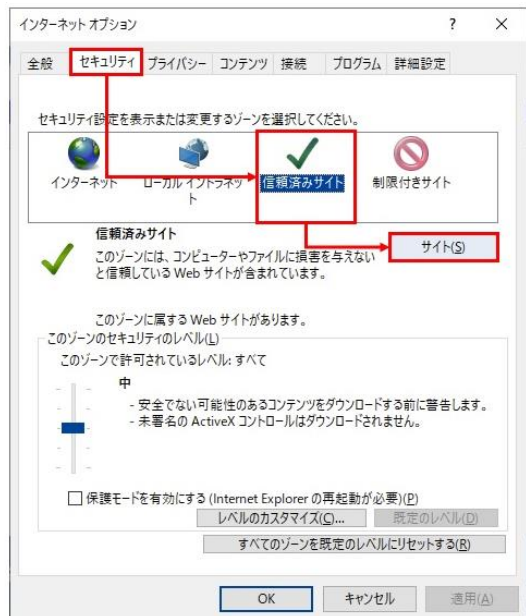 インターネット オプション ? ×
全般 セキュリティ プライバシー コンテンツ 接続 プログラム 詳細設定
セキュリティ設定を表示または変更するゾーンを選択してください。
インターネット ローカル イントラネット 信頼済みサイト 制限付きサイト
信頼済みサイト
サイト(S)
このゾーンには、コンピューターやファイルに損害を与えない
と信頼している Web サイトが含まれています。
このゾーンに属する Web サイトがあります。
このゾーンのセキュリティのレベル(L)
このゾーンで許可されているレベル: すべて
中
- 安全でない可能性のあるコンテンツをダウンロードする前に警告します。
- 未署名の ActiveX コントロールはダウンロードされません。
保護モードを有効にする (Internet Explorer の再起動が必要)(P)
レベルのカスタマイズ(C)... 既定のレベル(D)
すべてのゾーンを既定のレベルにリセットする(R)
OK キャンセル 適用(A)